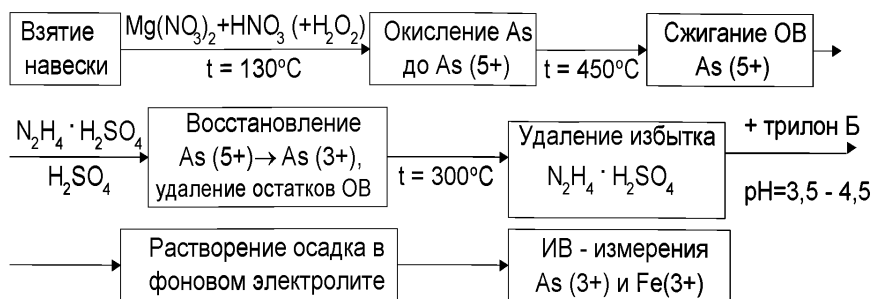 Взятие навески
Mg(NO₃)₂+HNO₃ (+H₂O₂)
t = 130°C
Окисление As
до As (5+)
t = 450°C
Сжигание ОВ
As (5+)
N₂H₄ · H₂SO₄
H₂SO₄
Восстановление
As (5+)→ As (3+),
удаление остатков ОВ
t = 300°C
Удаление избытка
N₂H₄ · H₂SO₄
+ трилон Б
pH=3,5 - 4,5
Растворение осадка в
фоновом электролите
ИВ - измерения
As (3+) и Fe(3+)